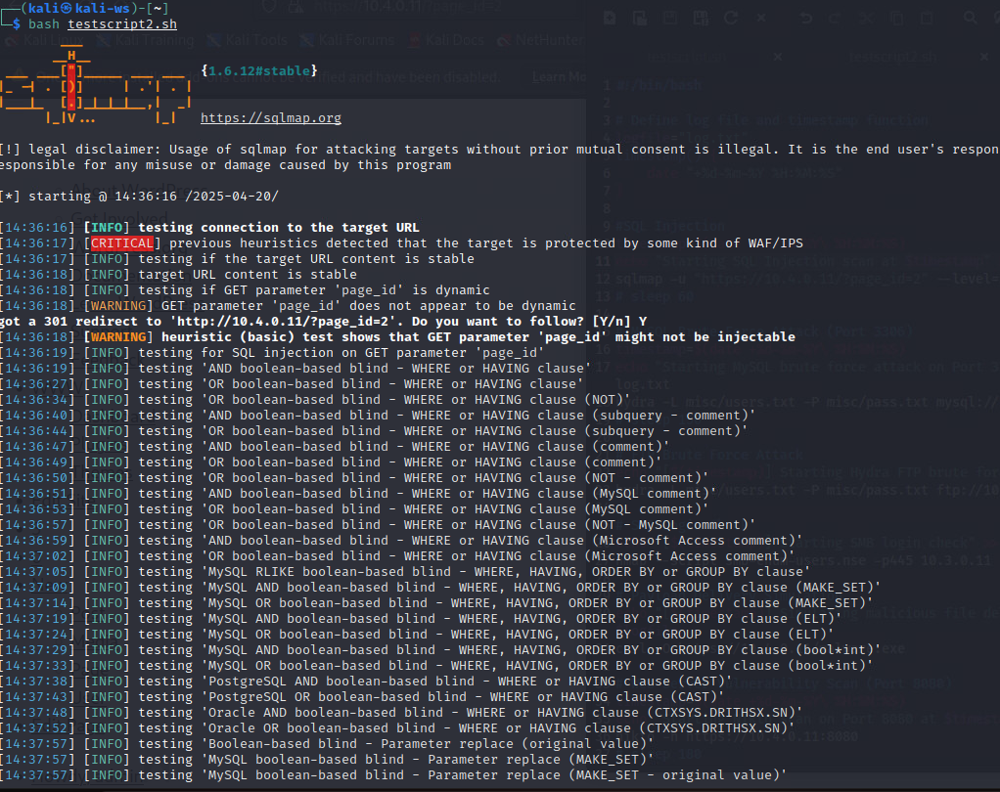 ┌──(kali㉿kali-ws)-[~]
└─$ bash testscript2.sh
{1.6.12#stable}
https://sqlmap.org
[!] legal disclaimer: Usage of sqlmap for attacking targets without prior mutual consent is illegal. It is the end user's respon
esponsible for any misuse or damage caused by this program
[*] starting @ 14:36:16 /2025-04-20/
[14:36:16] [INFO] testing connection to the target URL
[14:36:17] [CRITICAL] previous heuristics detected that the target is protected by some kind of WAF/IPS
[14:36:17] [INFO] testing if the target URL content is stable
[14:36:18] [INFO] target URL content is stable
[14:36:18] [INFO] testing if GET parameter 'page_id' is dynamic
[14:36:18] [WARNING] GET parameter 'page_id' does not appear to be dynamic
got a 301 redirect to 'http://10.4.0.11/?page_id=2'. Do you want to follow? [Y/n] Y
[14:36:18] [WARNING] heuristic (basic) test shows that GET parameter 'page_id' might not be injectable
[14:36:19] [INFO] testing for SQL injection on GET parameter 'page_id'
[14:36:19] [INFO] testing 'AND boolean-based blind - WHERE or HAVING clause'
[14:36:27] [INFO] testing 'OR boolean-based blind - WHERE or HAVING clause'
[14:36:34] [INFO] testing 'OR boolean-based blind - WHERE or HAVING clause (NOT)'
[14:36:40] [INFO] testing 'AND boolean-based blind - WHERE or HAVING clause (subquery - comment)'
[14:36:44] [INFO] testing 'OR boolean-based blind - WHERE or HAVING clause (subquery - comment)'
[14:36:47] [INFO] testing 'AND boolean-based blind - WHERE or HAVING clause (comment)'
[14:36:49] [INFO] testing 'OR boolean-based blind - WHERE or HAVING clause (comment)'
[14:36:50] [INFO] testing 'OR boolean-based blind - WHERE or HAVING clause (NOT - comment)'
[14:36:51] [INFO] testing 'AND boolean-based blind - WHERE or HAVING clause (MySQL comment)'
[14:36:53] [INFO] testing 'OR boolean-based blind - WHERE or HAVING clause (MySQL comment)'
[14:36:57] [INFO] testing 'OR boolean-based blind - WHERE or HAVING clause (NOT - MySQL comment)'
[14:36:59] [INFO] testing 'AND boolean-based blind - WHERE or HAVING clause (Microsoft Access comment)'
[14:37:02] [INFO] testing 'OR boolean-based blind - WHERE or HAVING clause (Microsoft Access comment)'
[14:37:05] [INFO] testing 'MySQL RLIKE boolean-based blind - WHERE, HAVING, ORDER BY or GROUP BY clause'
[14:37:09] [INFO] testing 'MySQL AND boolean-based blind - WHERE, HAVING, ORDER BY or GROUP BY clause (MAKE_SET)'
[14:37:14] [INFO] testing 'MySQL OR boolean-based blind - WHERE, HAVING, ORDER BY or GROUP BY clause (MAKE_SET)'
[14:37:19] [INFO] testing 'MySQL AND boolean-based blind - WHERE, HAVING, ORDER BY or GROUP BY clause (ELT)'
[14:37:24] [INFO] testing 'MySQL OR boolean-based blind - WHERE, HAVING, ORDER BY or GROUP BY clause (ELT)'
[14:37:29] [INFO] testing 'MySQL AND boolean-based blind - WHERE, HAVING, ORDER BY or GROUP BY clause (bool*int)'
[14:37:33] [INFO] testing 'MySQL OR boolean-based blind - WHERE, HAVING, ORDER BY or GROUP BY clause (bool*int)'
[14:37:38] [INFO] testing 'PostgreSQL AND boolean-based blind - WHERE or HAVING clause (CAST)'
[14:37:43] [INFO] testing 'PostgreSQL OR boolean-based blind - WHERE or HAVING clause (CAST)'
[14:37:48] [INFO] testing 'Oracle AND boolean-based blind - WHERE or HAVING clause (CTXSYS.DRITHSX.SN)'
[14:37:52] [INFO] testing 'Oracle OR boolean-based blind - WHERE or HAVING clause (CTXSYS.DRITHSX.SN)'
[14:37:57] [INFO] testing 'Boolean-based blind - Parameter replace (original value)'
[14:37:57] [INFO] testing 'MySQL boolean-based blind - Parameter replace (MAKE_SET)'
[14:37:57] [INFO] testing 'MySQL boolean-based blind - Parameter replace (MAKE_SET - original value)'